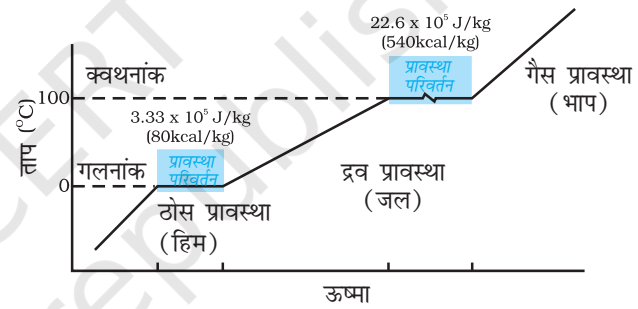 22.6 x 10⁵ J/kg
(540kcal/kg)
क्वथनांक
प्रावस्था
परिवर्तन
गैस प्रावस्था
(भाप)
100
3.33 x 10⁵ J/kg
(80kcal/kg)
ताप (°C)
गलनांक
प्रावस्था
परिवर्तन
द्रव प्रावस्था
(जल)
0
ठोस प्रावस्था
(हिम)
ऊष्मा